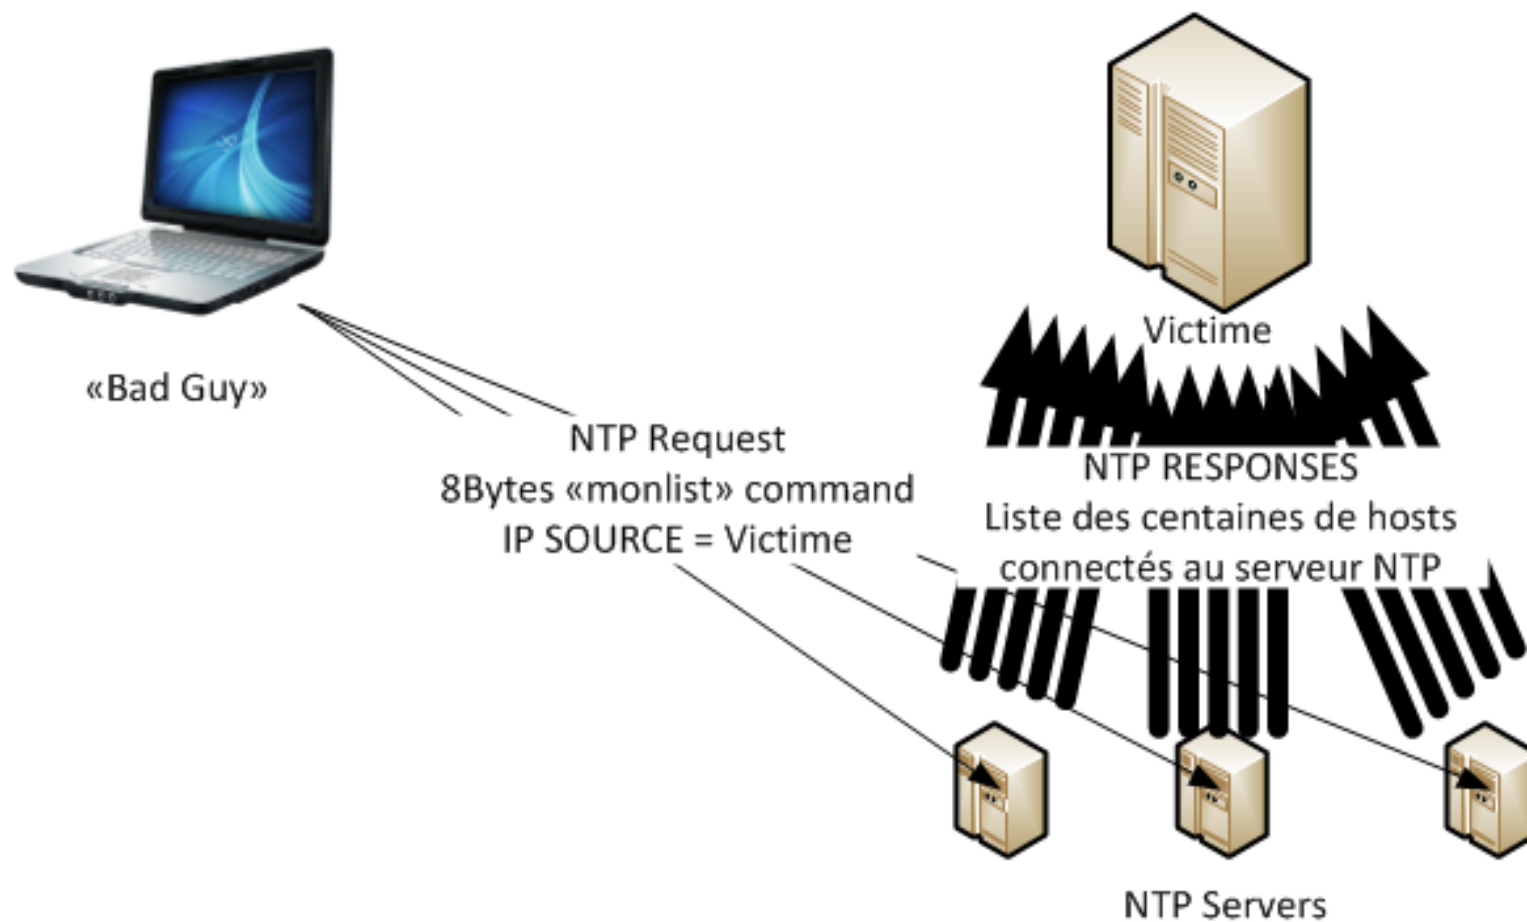 «Bad Guy»
Victime
NTP Request
8Bytes «monlist» command
IP SOURCE = Victime
NTP RESPONSES
Liste des centaines de hosts
connectés au serveur NTP
NTP Servers